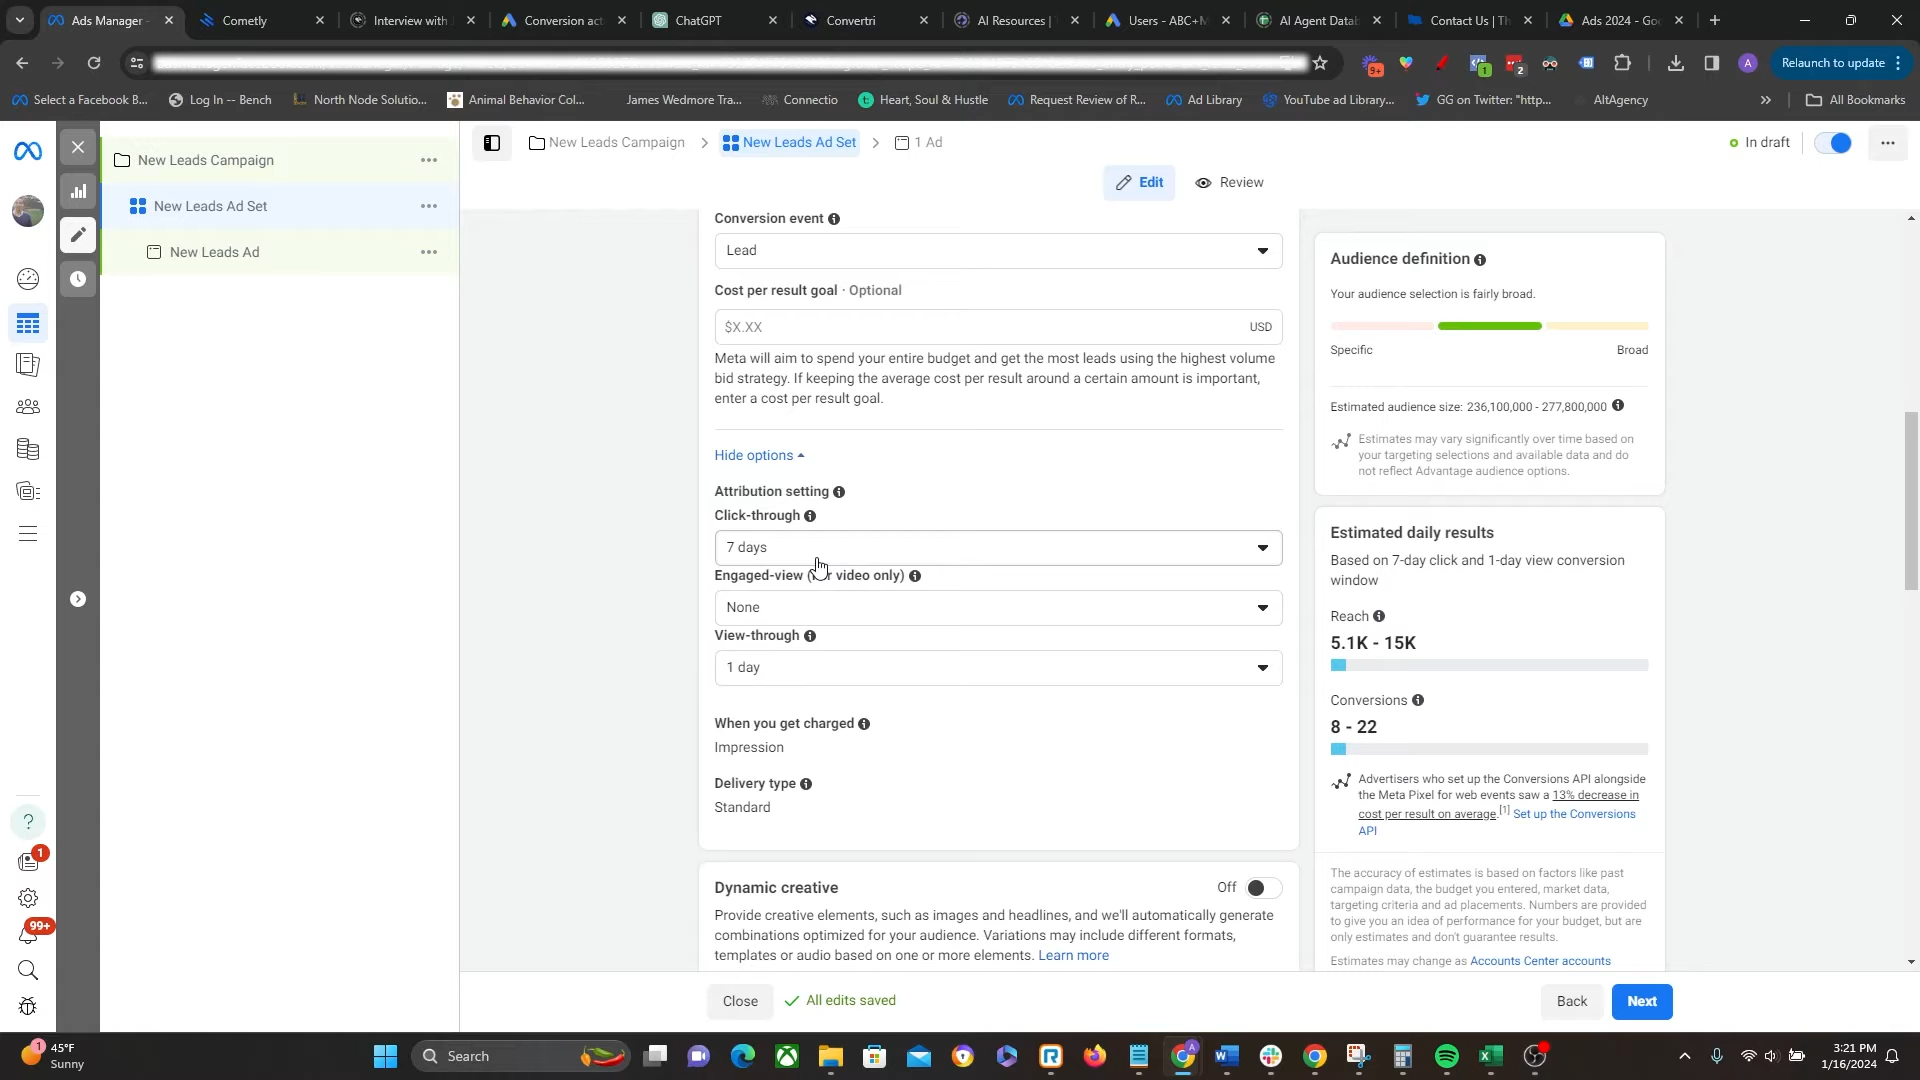 Ads Manager -
Cometly
Interview with
Conversion act
ChatGPT
Convertri
AI Resources |
Users - ABC+M
AI Agent Datab
Contact Us | Th
Ads 2024 - Goo
9+
1
2
A
Relaunch to update
Select a Facebook B...
Log In -- Bench
North Node Solutio...
Animal Behavior Col...
James Wedmore Tra...
Connectio
Heart, Soul & Hustle
Request Review of R...
Ad Library
YouTube ad Library...
GG on Twitter: "http...
AltAgency
»
All Bookmarks
New Leads Campaign
New Leads Ad Set
New Leads Ad
New Leads Campaign
New Leads Ad Set
1 Ad
In draft
Edit
Review
Conversion event
Lead
Cost per result goal · Optional
$X.XX
USD
Meta will aim to spend your entire budget and get the most leads using the highest volume
bid strategy. If keeping the average cost per result around a certain amount is important,
enter a cost per result goal.
Hide options
Attribution setting
Click-through
7 days
Engaged-view (for video only)
None
View-through
1 day
When you get charged
Impression
Delivery type
Standard
Dynamic creative
Off
Provide creative elements, such as images and headlines, and we'll automatically generate
combinations optimized for your audience. Variations may include different formats,
templates or audio based on one or more elements. Learn more
Audience definition
Your audience selection is fairly broad.
Specific
Broad
Estimated audience size: 236,100,000 - 277,800,000
Estimates may vary significantly over time based on
your targeting selections and available data and do
not reflect Advantage audience options.
Estimated daily results
Based on 7-day click and 1-day view conversion
window
Reach
5.1K - 15K
Conversions
8 - 22
Advertisers who set up the Conversions API alongside
the Meta Pixel for web events saw a 13% decrease in
cost per result on average.[1] Set up the Conversions
API
The accuracy of estimates is based on factors like past
campaign data, the budget you entered, market data,
targeting criteria and ad placements. Numbers are provided
to give you an idea of performance for your budget, but are
only estimates and don't guarantee results.
Estimates may change as Accounts Center accounts
1
99+
Close
All edits saved
Back
Next
1
45°F
Sunny
Search
A
3:21 PM
1/16/2024